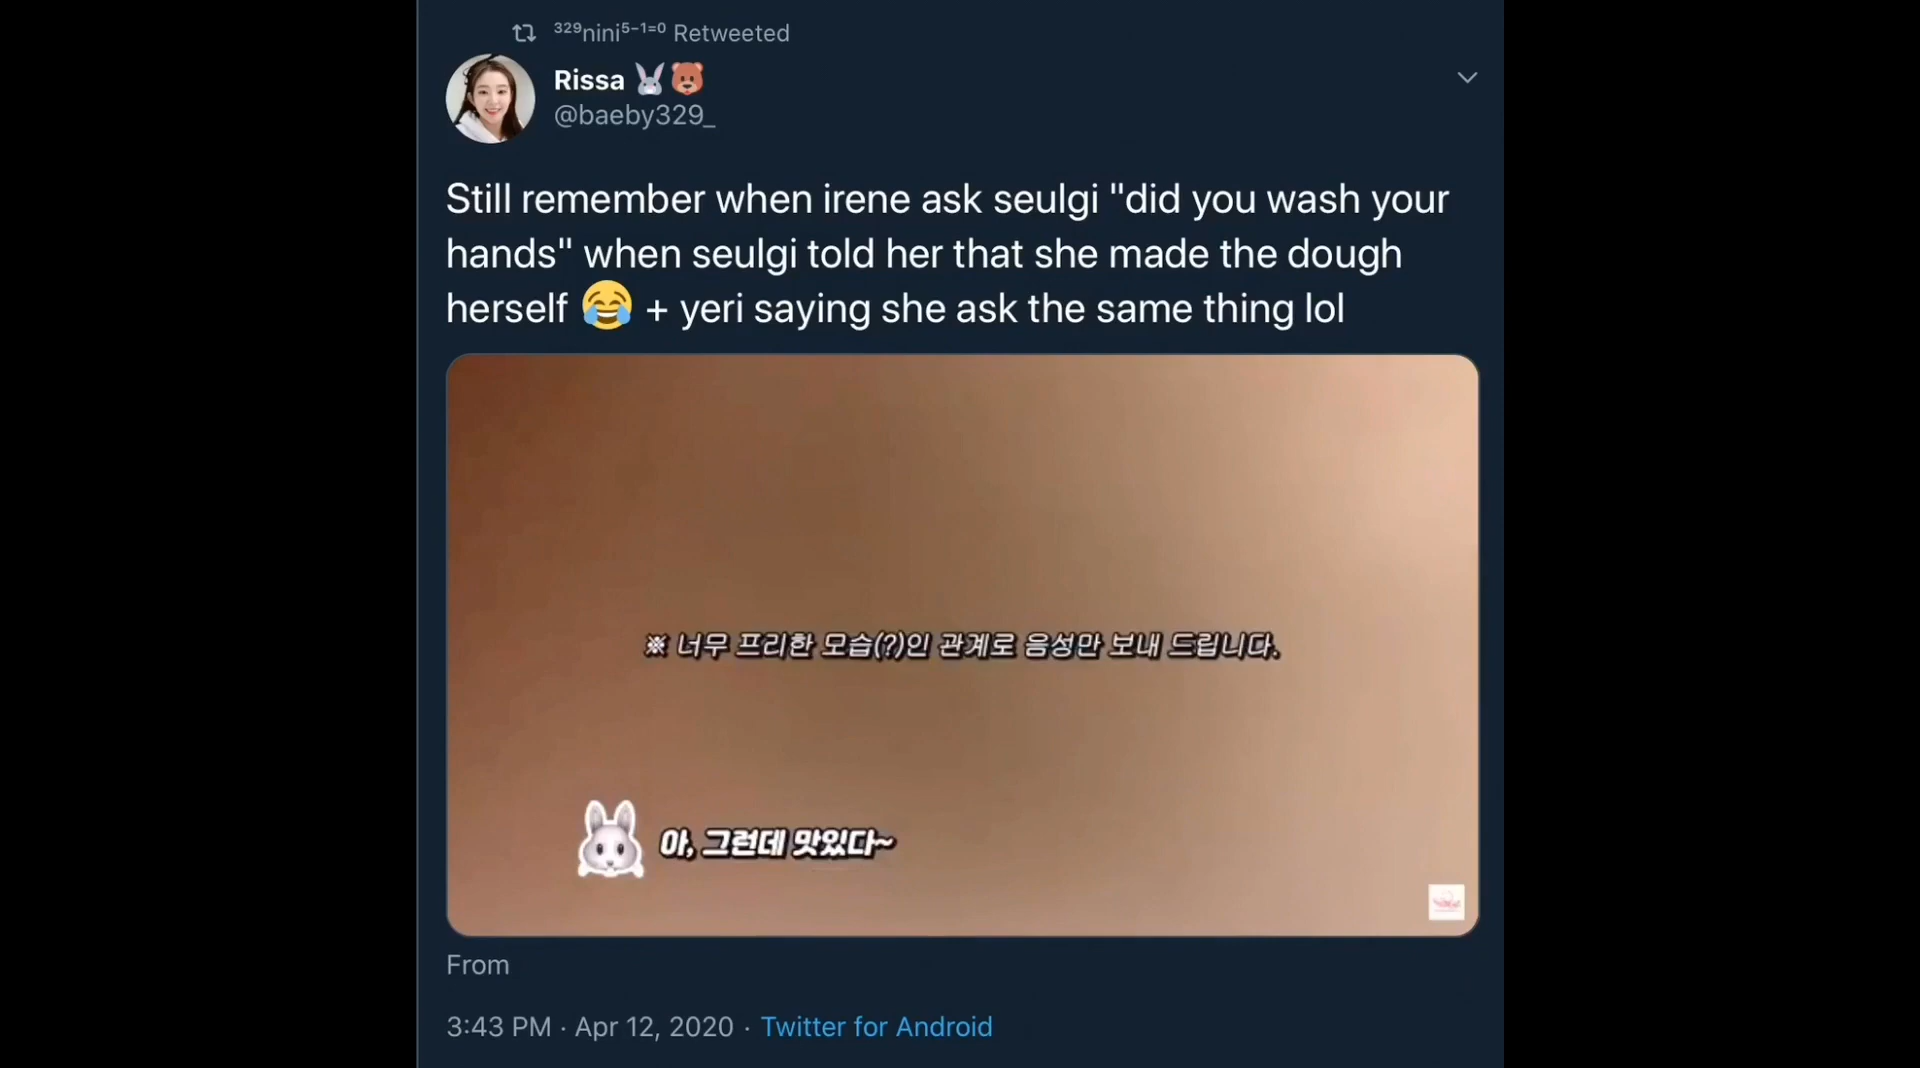 ³²⁹nini⁵⁻¹⁼⁰ Retweeted
Rissa 🐰🐻
@baeby329_
Still remember when irene ask seulgi "did you wash your
hands" when seulgi told her that she made the dough
herself 😂 + yeri saying she ask the same thing lol
※ 너무 프리한 모습(?)인 관계로 음성만 보내 드립니다.
아, 그런데 맛있다~
From
3:43 PM · Apr 12, 2020 · Twitter for Android